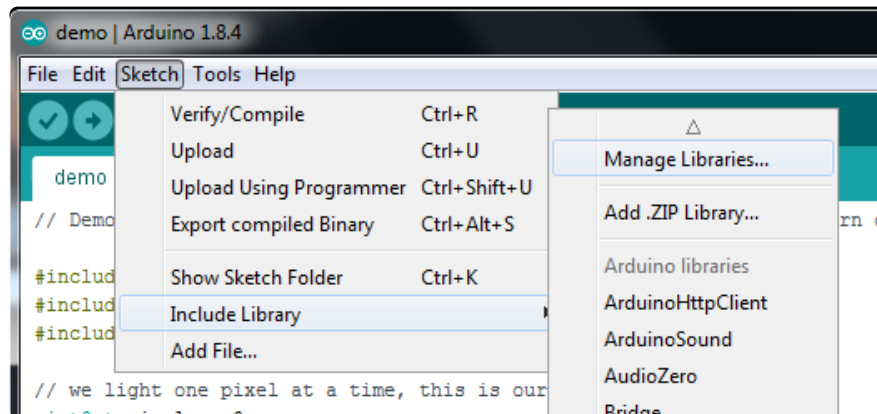 demo | Arduino 1.8.4
File Edit Sketch Tools Help
Verify/Compile Ctrl+R
Upload Ctrl+U
Upload Using Programmer Ctrl+Shift+U
Export compiled Binary Ctrl+Alt+S
Show Sketch Folder Ctrl+K
Include Library
Add File...
Manage Libraries...
Add .ZIP Library...
Arduino libraries
ArduinoHttpClient
ArduinoSound
AudioZero
Bridge
demo
// Demo
#includ
#includ
#includ
// we light one pixel at a time, this is our